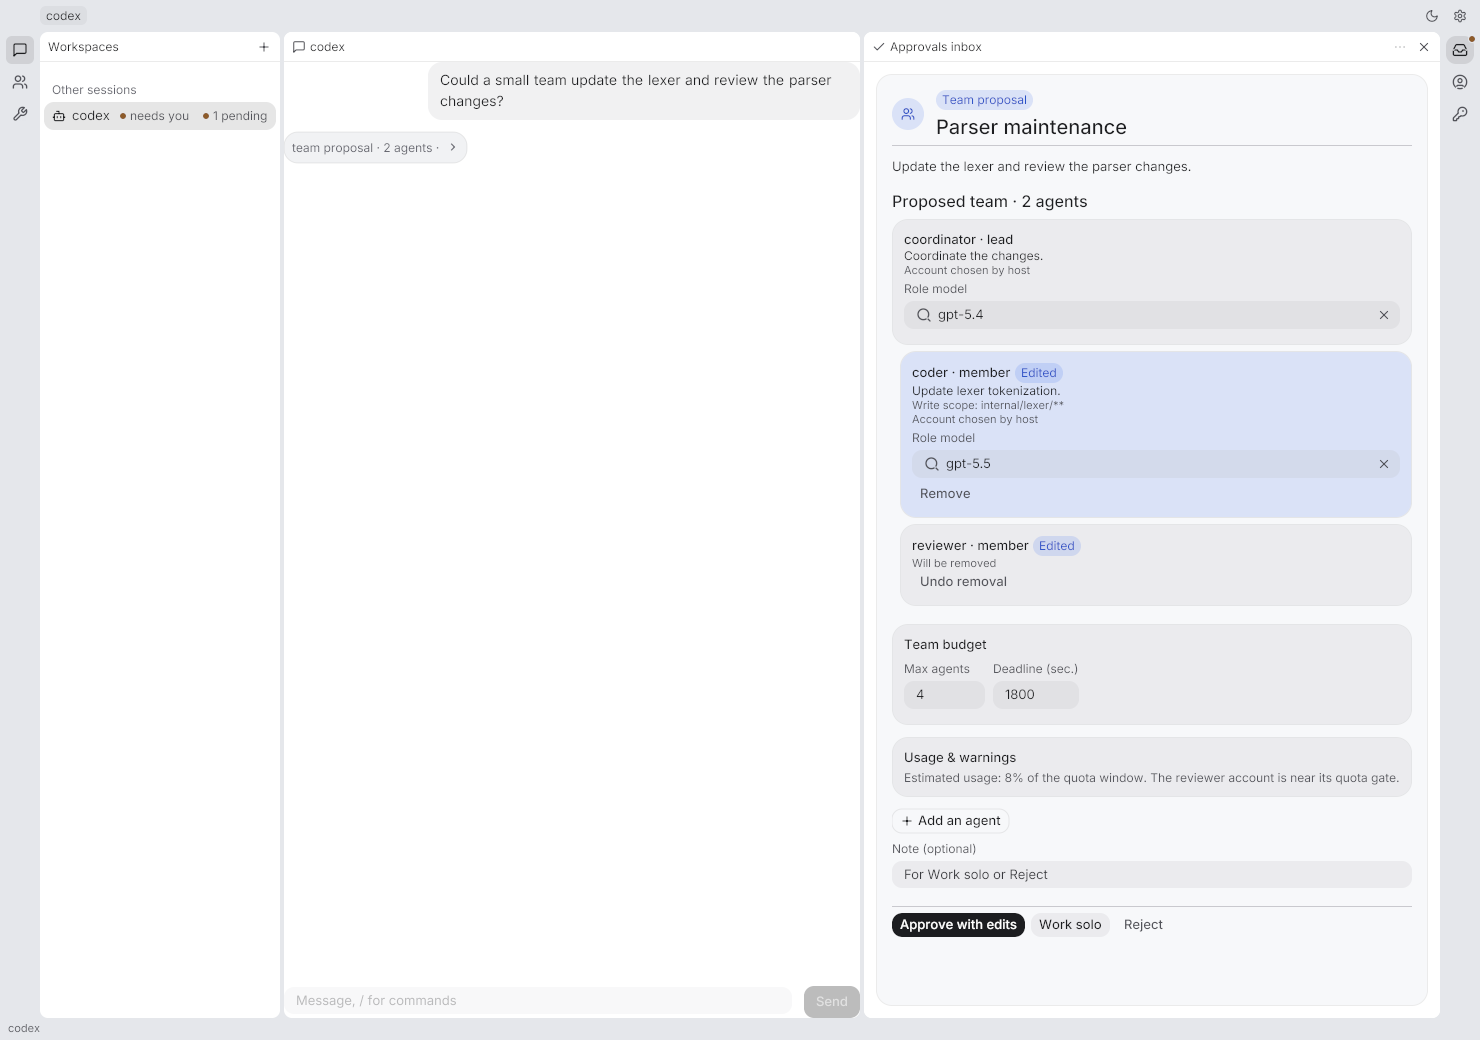 codex
Workspaces
Other sessions
codex needs you 1 pending
codex
Could a small team update the lexer and review the parser
changes?
team proposal · 2 agents ·
Message, / for commands
Send
Approvals inbox
Team proposal
Parser maintenance
Update the lexer and review the parser changes.
Proposed team · 2 agents
coordinator · lead
Coordinate the changes.
Account chosen by host
Role model
gpt-5.4
coder · member Edited
Update lexer tokenization.
Write scope: internal/lexer/**
Account chosen by host
Role model
gpt-5.5
Remove
reviewer · member Edited
Will be removed
Undo removal
Team budget
Max agents Deadline (sec.)
4 1800
Usage & warnings
Estimated usage: 8% of the quota window. The reviewer account is near its quota gate.
Add an agent
Note (optional)
For Work solo or Reject
Approve with edits Work solo Reject
codex